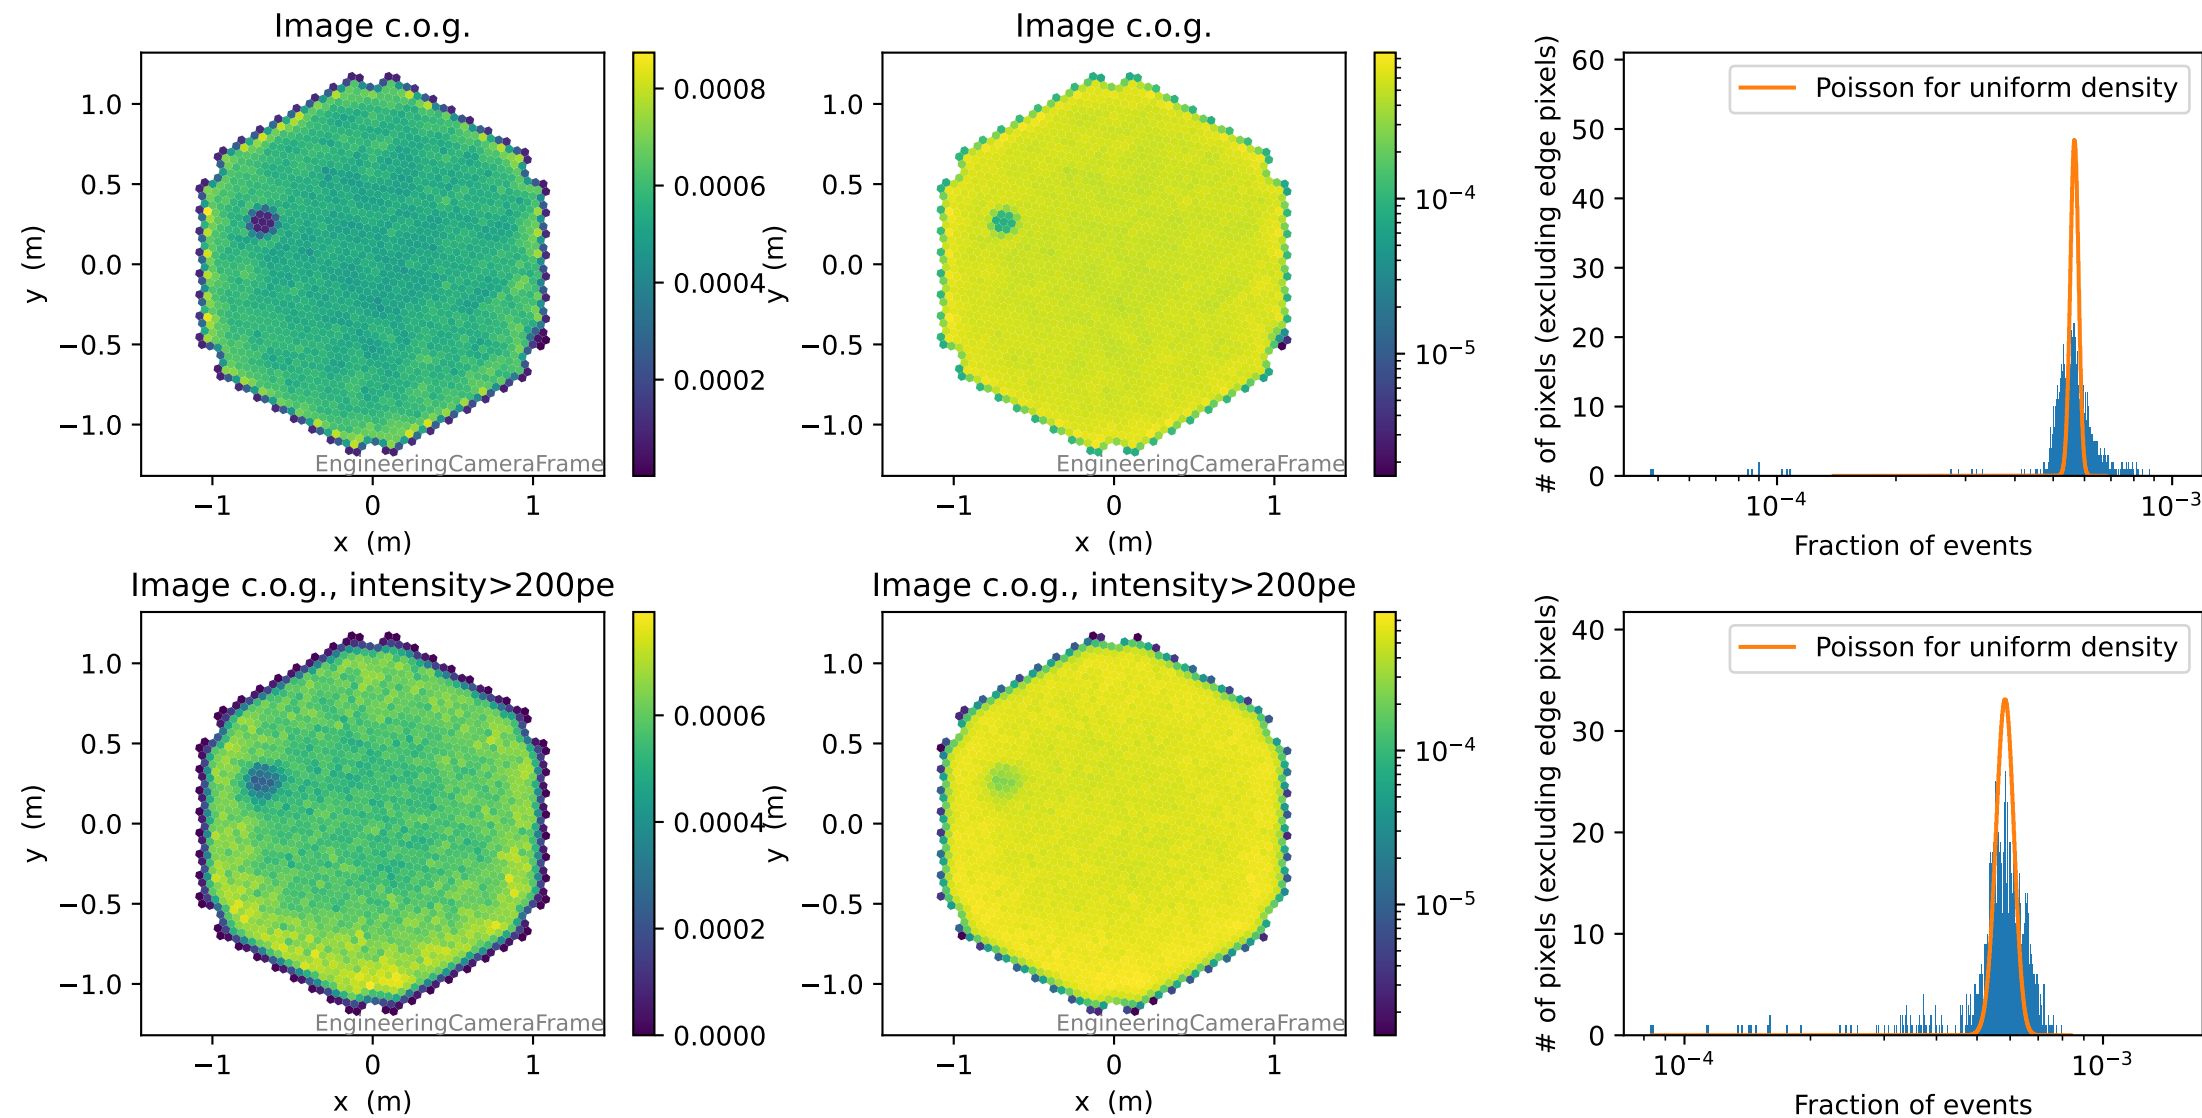 Image c.o.g.
1.0
0.5
0.0
−0.5
−1.0
y (m)
−1
0
1
x (m)
EngineeringCameraFrame
0.0008
0.0006
0.0004
0.0002
Image c.o.g.
1.0
0.5
0.0
−0.5
−1.0
y (m)
−1
0
1
x (m)
EngineeringCameraFrame
10⁻⁴
10⁻⁵
60
50
40
30
20
10
0
# of pixels (excluding edge pixels)
Poisson for uniform density
10⁻⁴
10⁻³
Fraction of events
Image c.o.g., intensity>200pe
1.0
0.5
0.0
−0.5
−1.0
y (m)
−1
0
1
x (m)
EngineeringCameraFrame
0.0006
0.0004
0.0002
0.0000
Image c.o.g., intensity>200pe
1.0
0.5
0.0
−0.5
−1.0
y (m)
−1
0
1
x (m)
EngineeringCameraFrame
10⁻⁴
10⁻⁵
40
30
20
10
0
# of pixels (excluding edge pixels)
Poisson for uniform density
10⁻⁴
10⁻³
Fraction of events